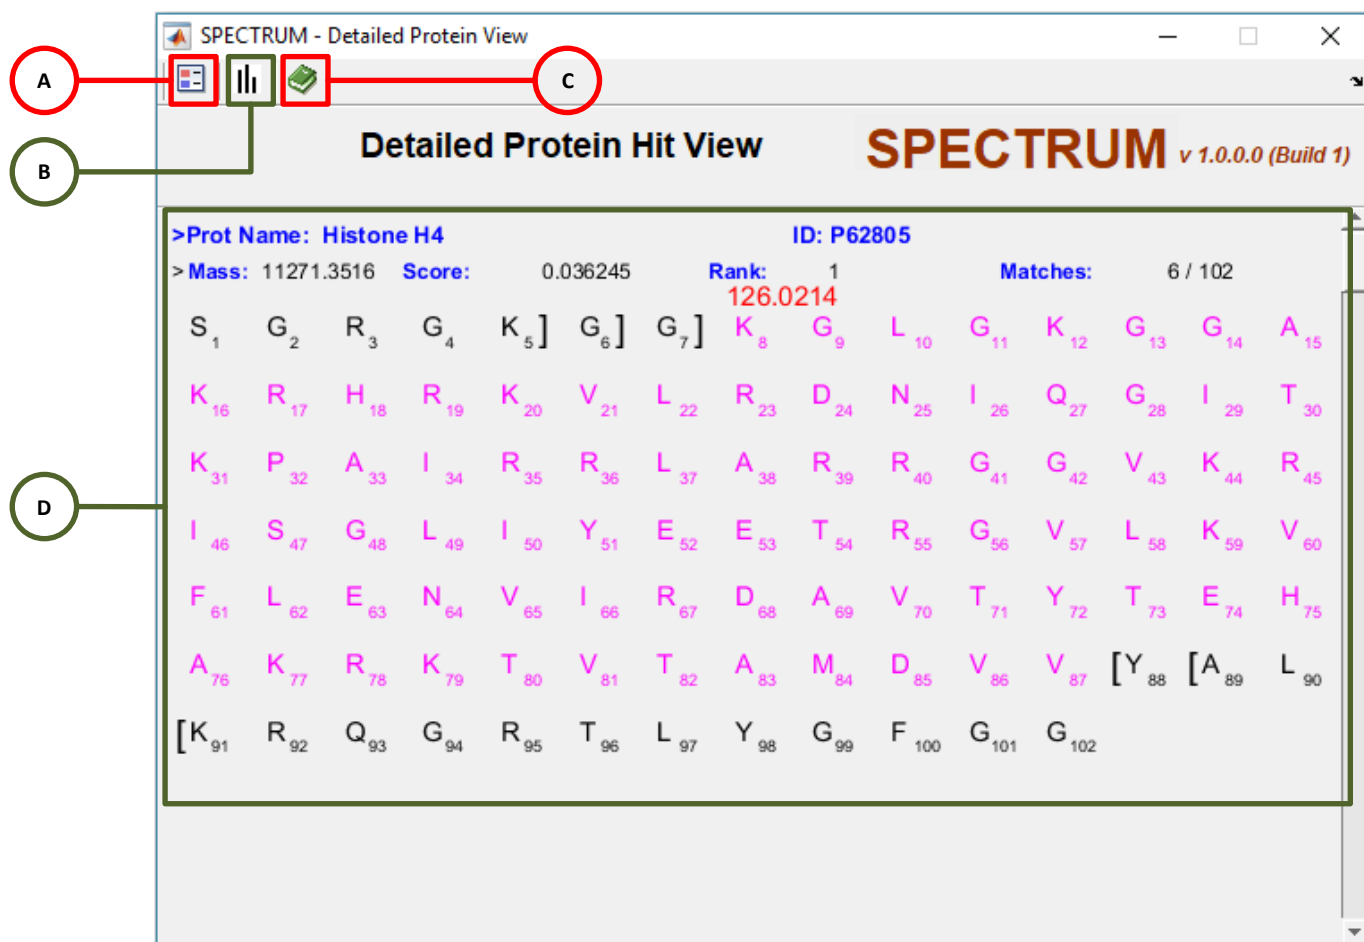 SPECTRUM - Detailed Protein View
A
C
B
Detailed Protein Hit View SPECTRUM v 1.0.0.0 (Build 1)
>Prot Name: Histone H4 ID: P62805
>Mass: 11271.3516 Score: 0.036245 Rank: 1 Matches: 6 / 102
126.0214
S1 G2 R3 G4 K5] G6] G7] K8 G9 L10 G11 K12 G13 G14 A15
K16 R17 H18 R19 K20 V21 L22 R23 D24 N25 I26 Q27 G28 I29 T30
K31 P32 A33 I34 R35 R36 L37 A38 R39 R40 G41 G42 V43 K44 R45
D
I46 S47 G48 L49 I50 Y51 E52 E53 T54 R55 G56 V57 L58 K59 V60
F61 L62 E63 N64 V65 I66 R67 D68 A69 V70 T71 Y72 T73 E74 H75
A76 K77 R78 K79 T80 V81 T82 A83 M84 D85 V86 V87 [Y88 [A89 L90
[K91 R92 Q93 G94 R95 T96 L97 Y98 G99 F100 G101 G102